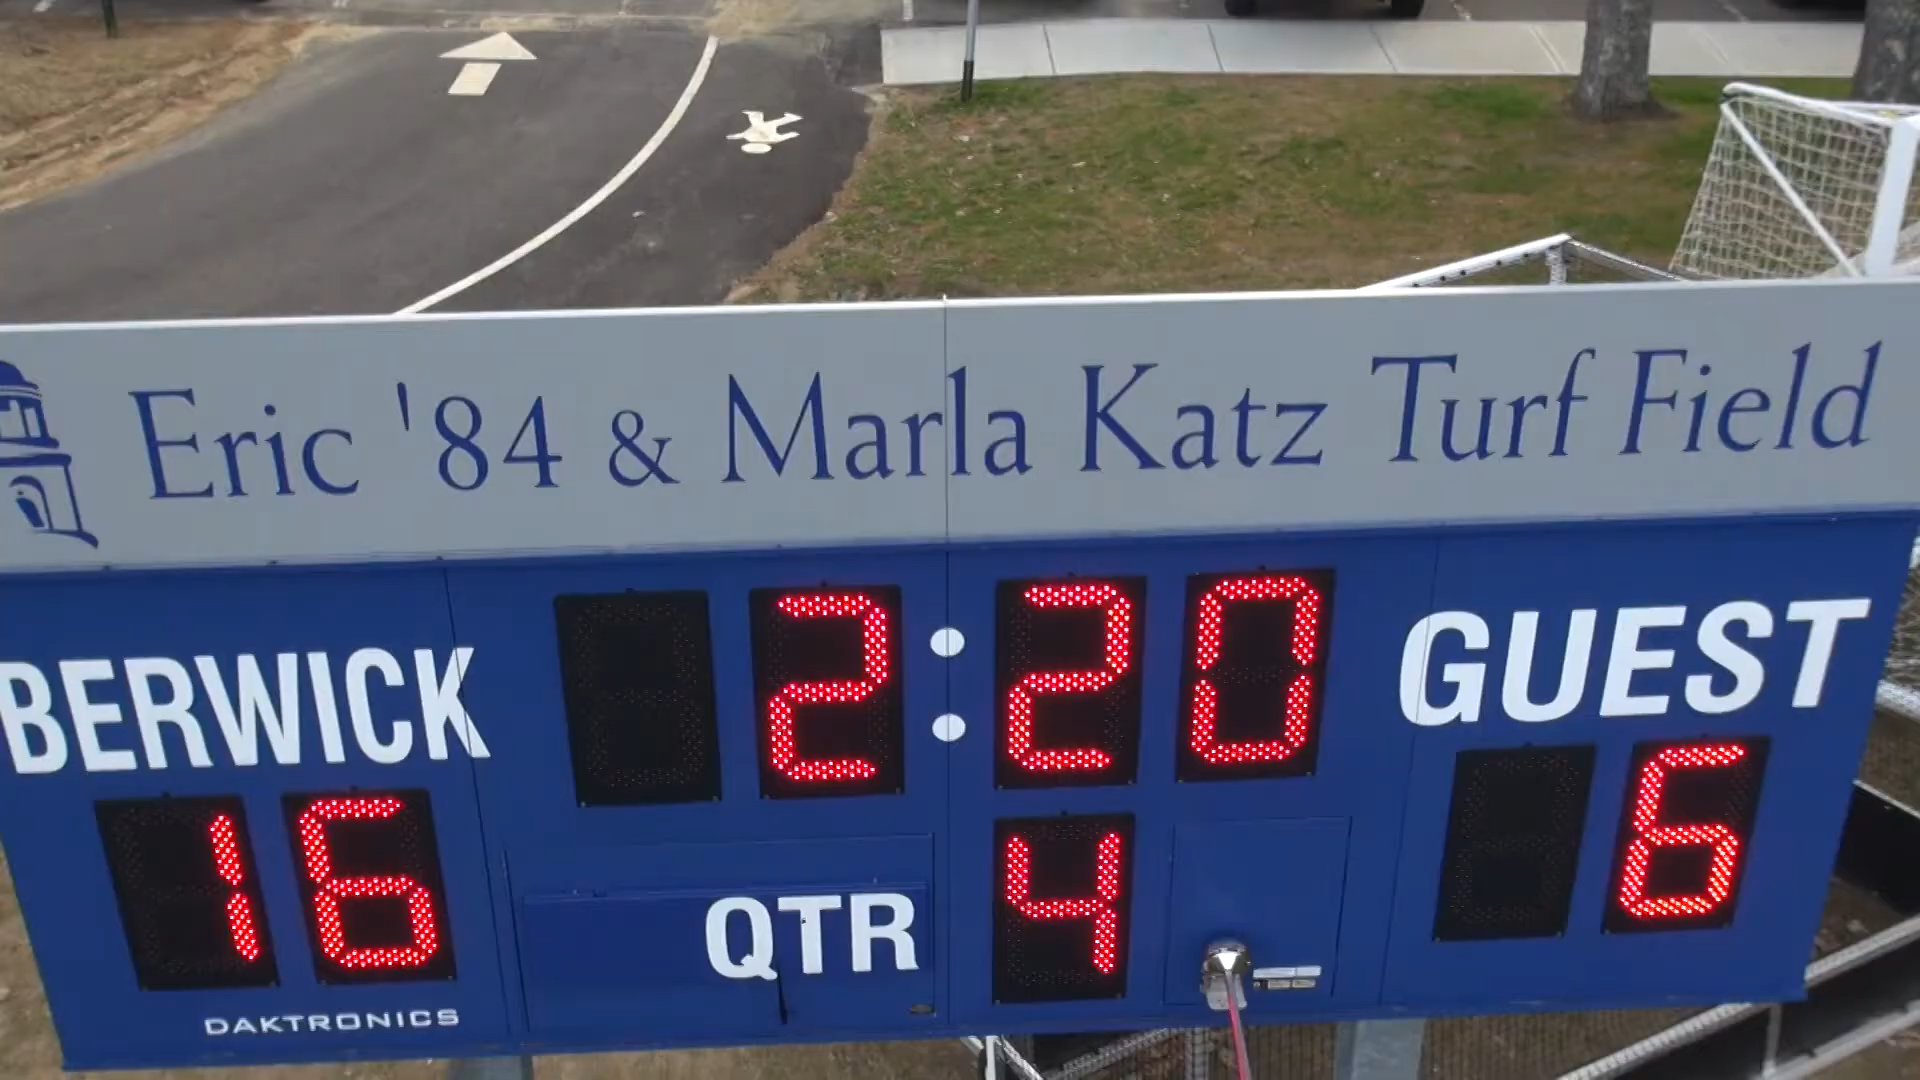 Eric '84 & Marla Katz Turf Field
2:20
BERWICK
GUEST
16
QTR 4
6
DAKTRONICS